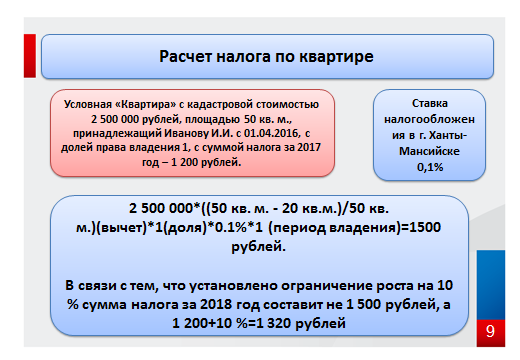 Расчет налога по квартире
Условная «Квартира» с кадастровой стоимостью
2 500 000 рублей, площадью 50 кв. м.,
принадлежащий Иванову И.И. с 01.04.2016, с
долей права владения 1, с суммой налога за 2017
год – 1 200 рублей.
Ставка
налогообложен
ия в г. Ханты-
Мансийске
0,1%
2 500 000*((50 кв. м. - 20 кв.м.)/50 кв.
м.)(вычет)*1(доля)*0.1%*1 (период владения)=1500
рублей.
В связи с тем, что установлено ограничение роста на 10
% сумма налога за 2018 год составит не 1 500 рублей, а
1 200+10 %=1 320 рублей
9